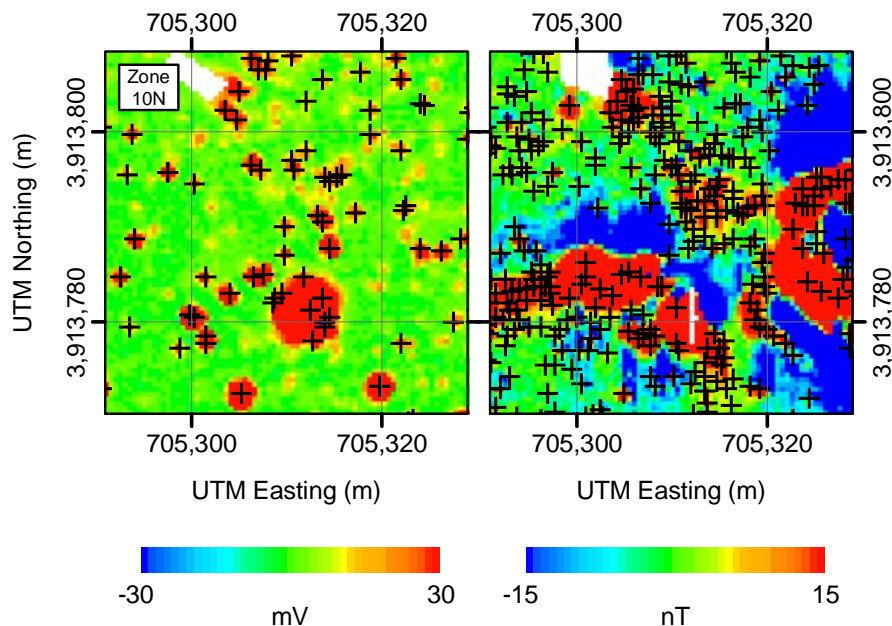 705,300 705,320 705,300 705,320
Zone
10N
UTM Northing (m)
3,913,800
3,913,780
3,913,800
3,913,780
705,300 705,320 705,300 705,320
UTM Easting (m) UTM Easting (m)
-30 30 -15 15
mV nT